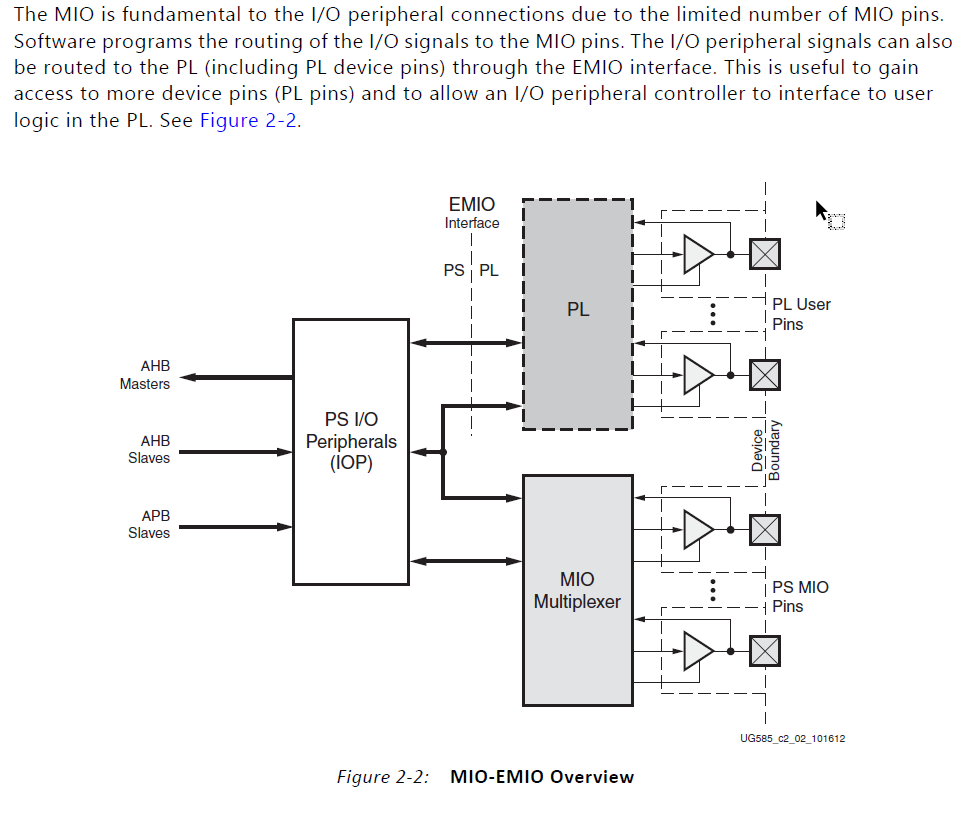 The MIO is fundamental to the I/O peripheral connections due to the limited number of MIO pins.
Software programs the routing of the I/O signals to the MIO pins. The I/O peripheral signals can also
be routed to the PL (including PL device pins) through the EMIO interface. This is useful to gain
access to more device pins (PL pins) and to allow an I/O peripheral controller to interface to user
logic in the PL. See Figure 2-2.
EMIO
Interface
PS PL
PL
PL User
Pins
AHB
Masters
PS I/O
Peripherals
(IOP)
AHB
Slaves
Device
Boundary
APB
Slaves
MIO
Multiplexer
PS MIO
Pins
UG585_c2_02_101612
Figure 2-2: MIO-EMIO Overview